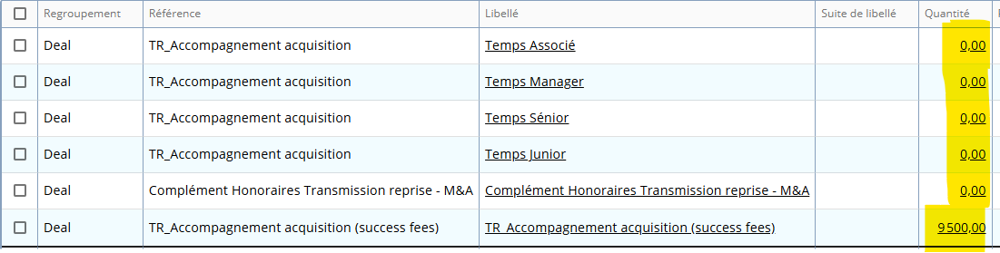 Regroupement Référence Libellé Suite de libellé Quantité
Deal TR_Accompagnement acquisition Temps Associé 0,00
Deal TR_Accompagnement acquisition Temps Manager 0,00
Deal TR_Accompagnement acquisition Temps Sénior 0,00
Deal TR_Accompagnement acquisition Temps Junior 0,00
Deal Complément Honoraires Transmission reprise - M&A Complément Honoraires Transmission reprise - M&A 0,00
Deal TR_Accompagnement acquisition (success fees) TR_Accompagnement acquisition (success fees) 9 500,00